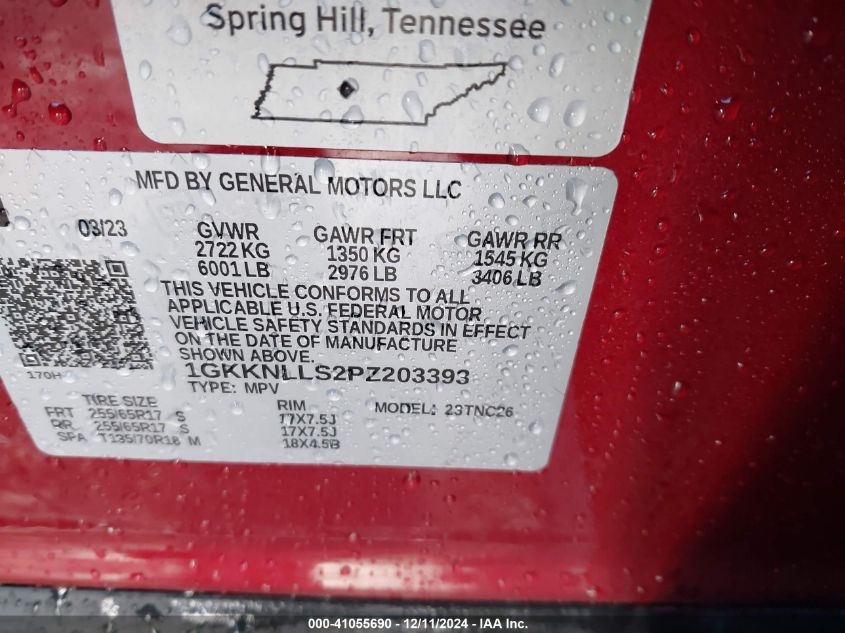 Spring Hill, Tennessee
MFD BY GENERAL MOTORS LLC
03/23 GVWR GAWR FRT GAWR RR
2722 KG 1350 KG 1545 KG
6001 LB 2976 LB 3406 LB
THIS VEHICLE CONFORMS TO ALL
APPLICABLE U.S. FEDERAL MOTOR
VEHICLE SAFETY STANDARDS IN EFFECT
ON THE DATE OF MANUFACTURE
SHOWN ABOVE.
170H 1GKKNLLS2PZ203393
TYPE: MPV
TIRE SIZE RIM MODEL: 23TNC26
FRT 255/65R17 S 17X7.5J
RR 255/65R17 S 17X7.5J
SPA T135/70R18 M 18X4.5B
000-41055690 - 12/11/2024 - IAA Inc.